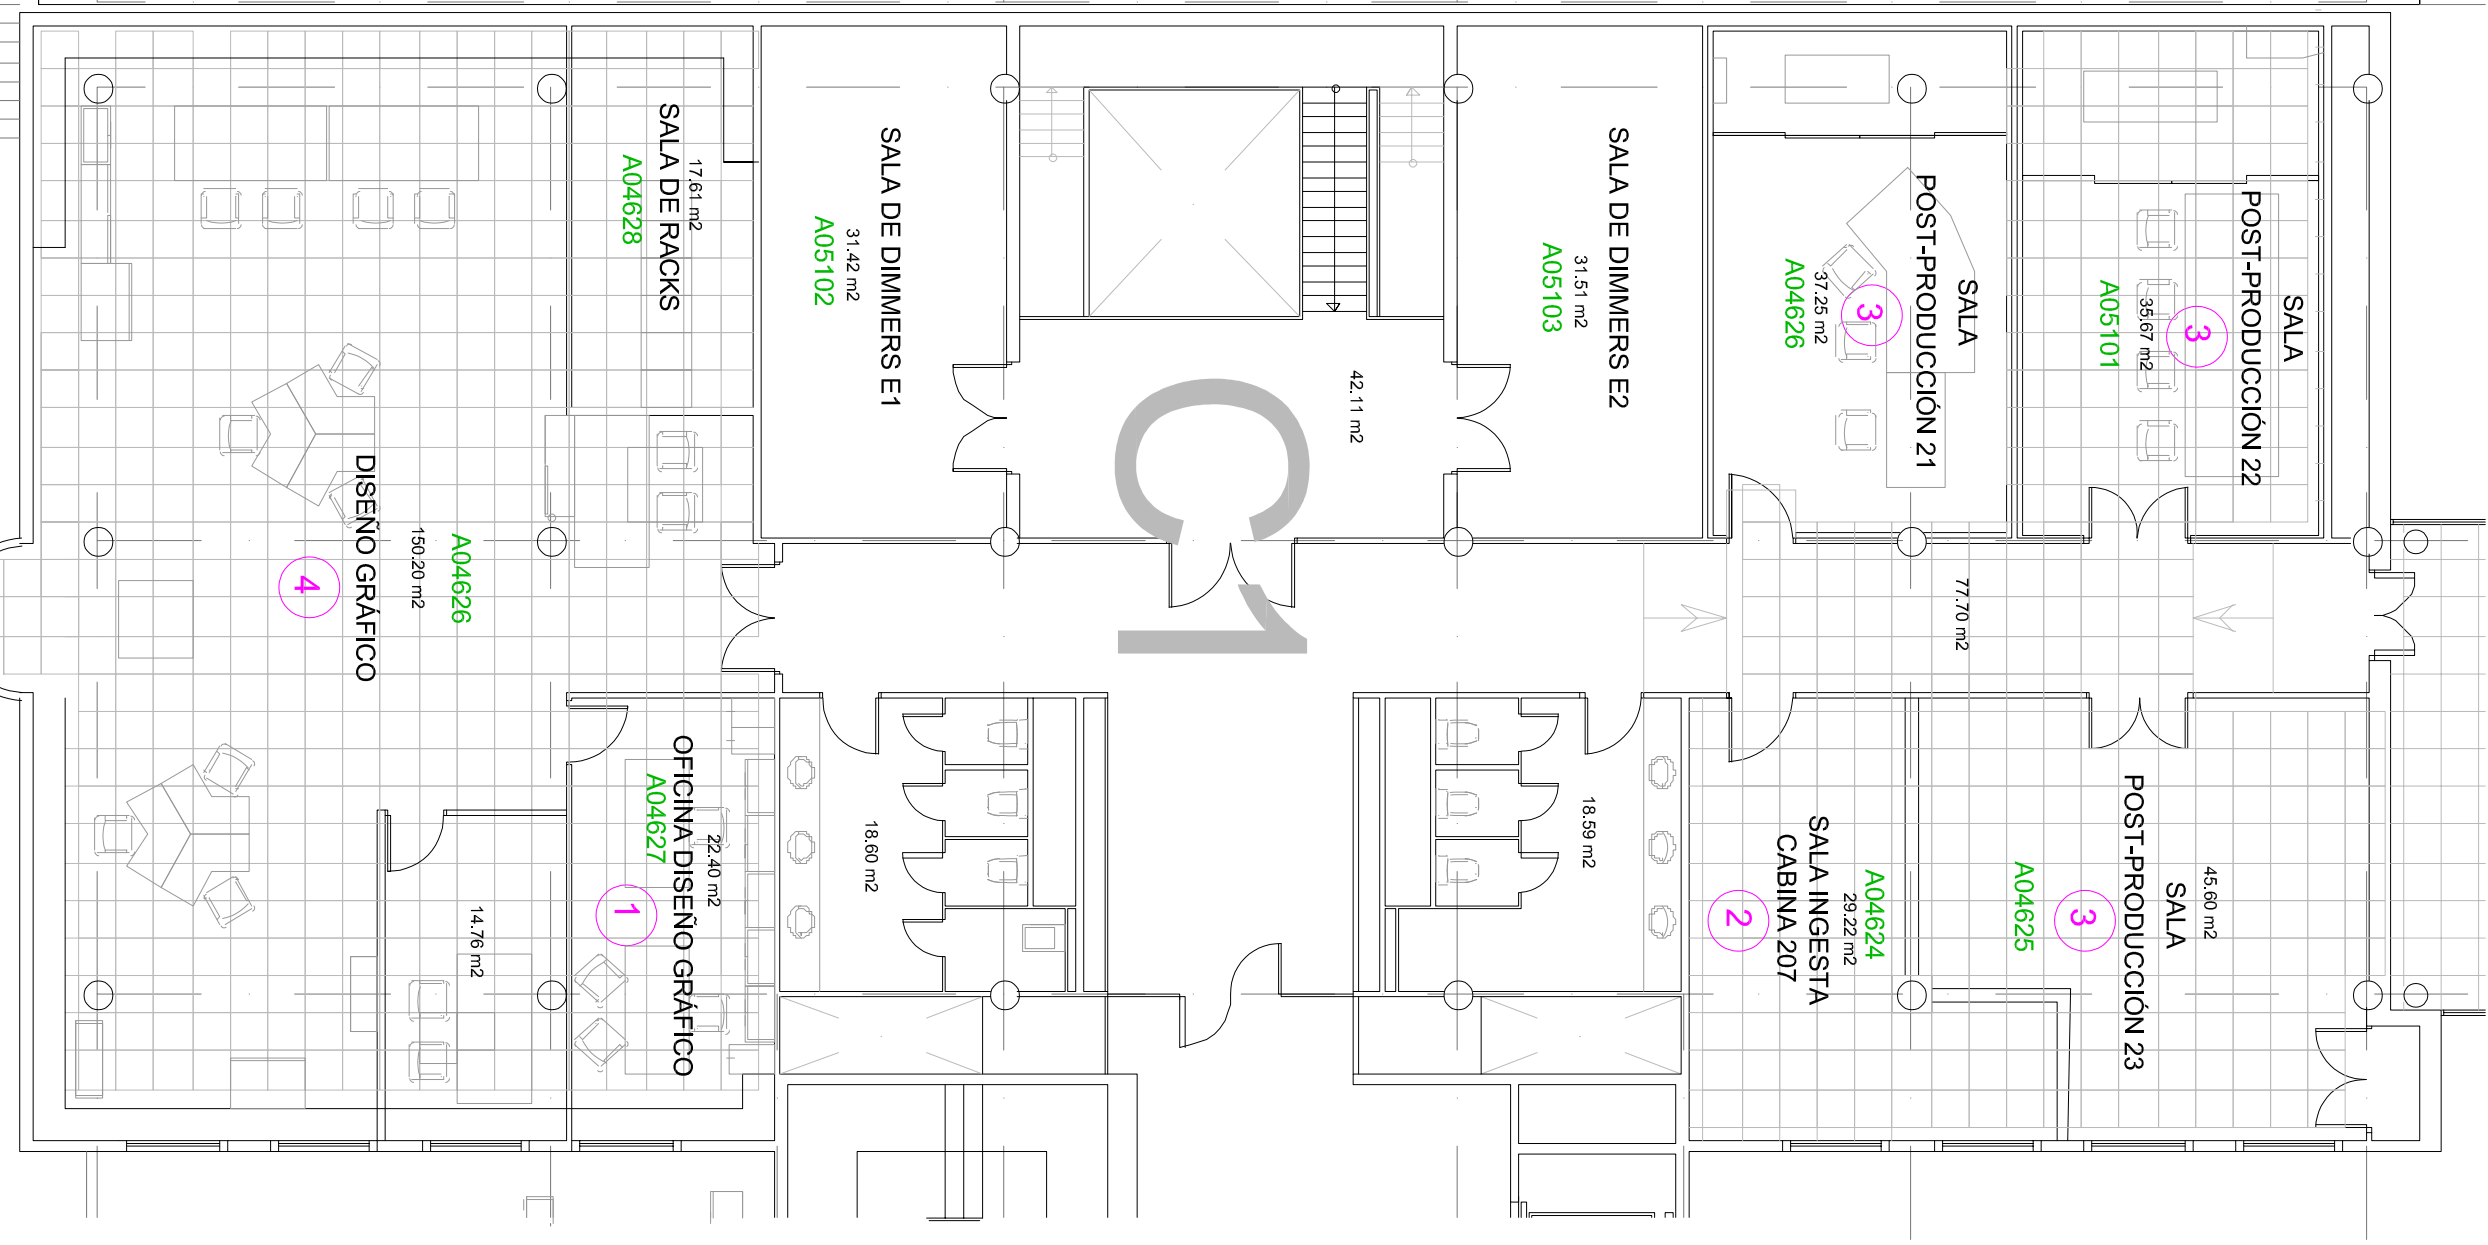 SALA DE RACKS
17.61 m2
A04628
SALA DE DIMMERS E1
31.42 m2
A05102
42.11 m2
SALA DE DIMMERS E2
31.51 m2
A05103
SALA
POST-PRODUCCIÓN 21
37.25 m2
A04626
3
SALA
POST-PRODUCCIÓN 22
35.67 m2
A05101
3
C1
DISEÑO GRÁFICO
150.20 m2
A04626
4
77.70 m2
OFICINA DISEÑO GRÁFICO
22.40 m2
A04627
1
14.76 m2
18.60 m2
18.59 m2
A04624
29.22 m2
SALA INGESTA
CABINA 207
2
45.60 m2
SALA
POST-PRODUCCIÓN 23
A04625
3